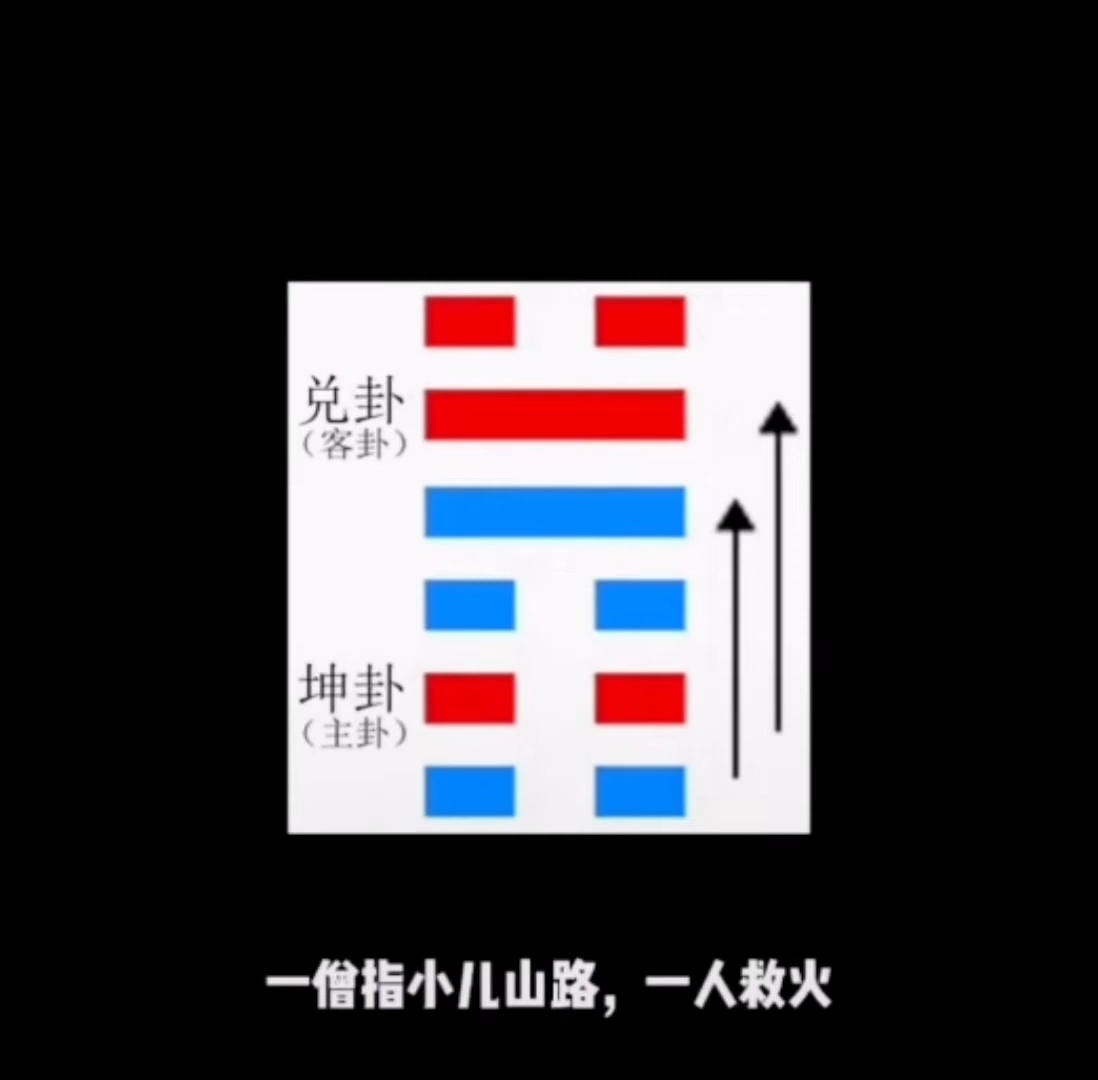 兑卦
（客卦）
坤卦
（主卦）
一僧指小儿山路，一人救火